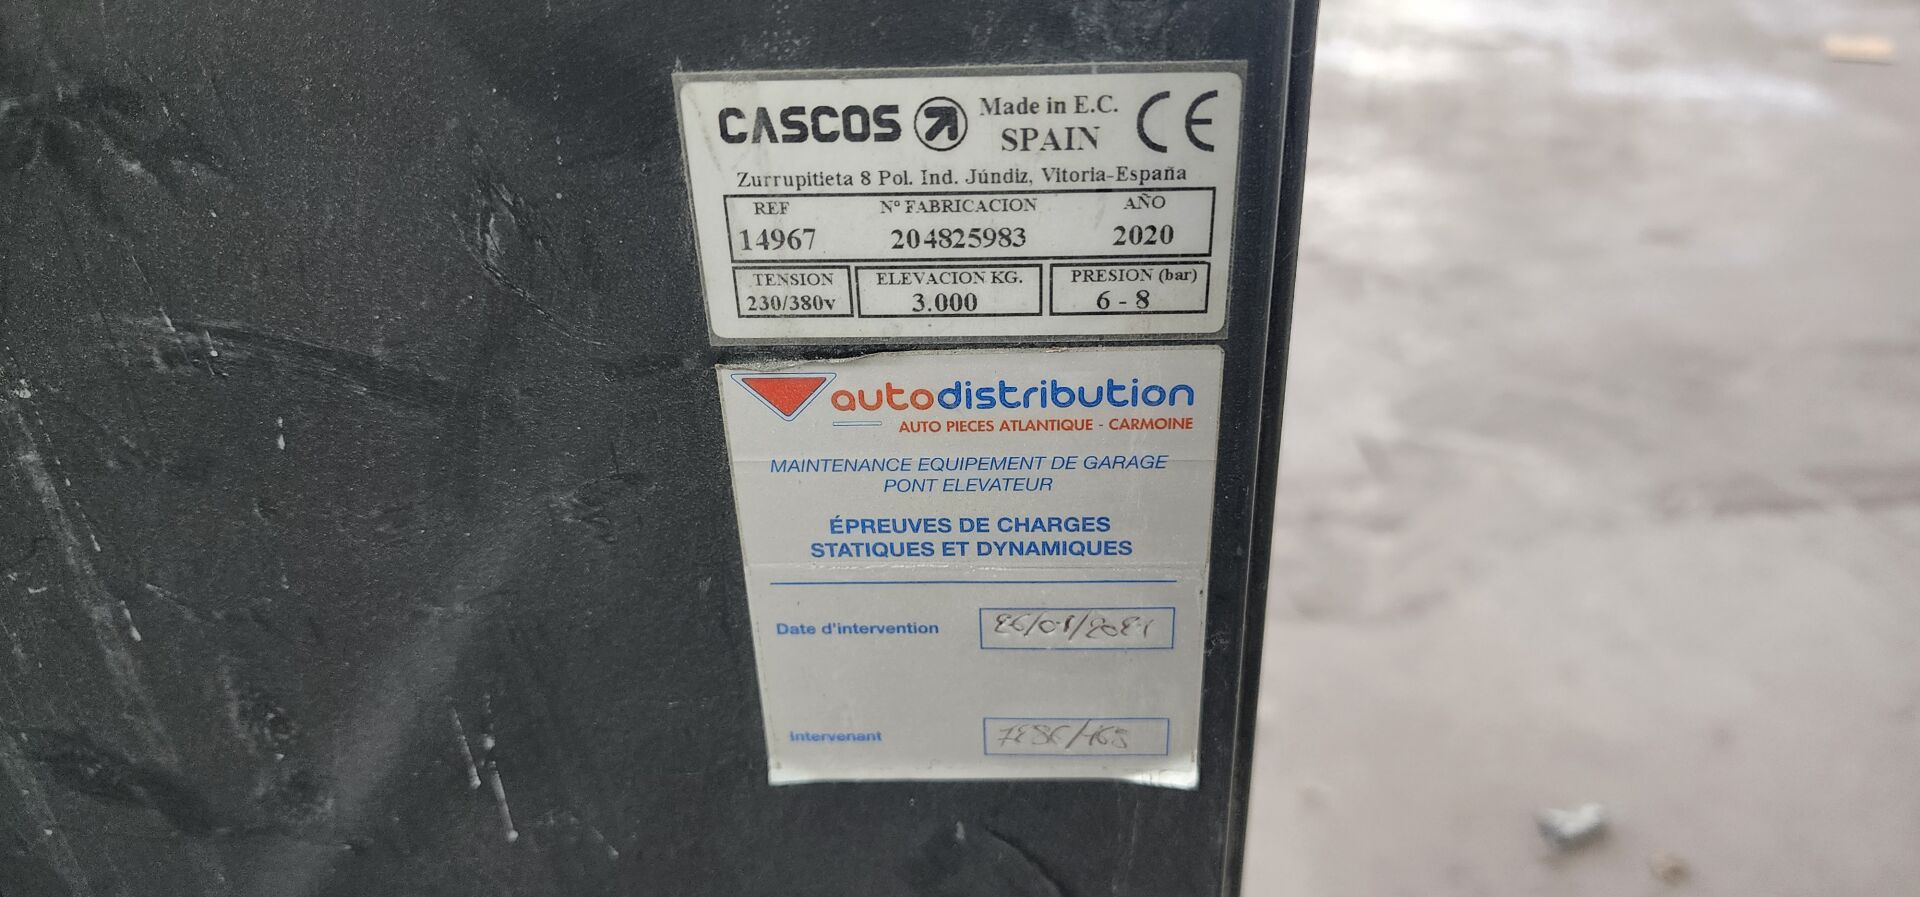 CASCOS Made in E.C.
SPAIN CE
Zurrupitieta 8 Pol. Ind. Júndiz, Vitoria-España
REF Nº FABRICACION AÑO
14967 204825983 2020
TENSION ELEVACION KG. PRESION (bar)
230/380v 3.000 6 - 8
autodistribution
AUTO PIECES ATLANTIQUE - CARMOINE
MAINTENANCE EQUIPEMENT DE GARAGE
PONT ELEVATEUR
ÉPREUVES DE CHARGES
STATIQUES ET DYNAMIQUES
Date d'intervention
Intervenant